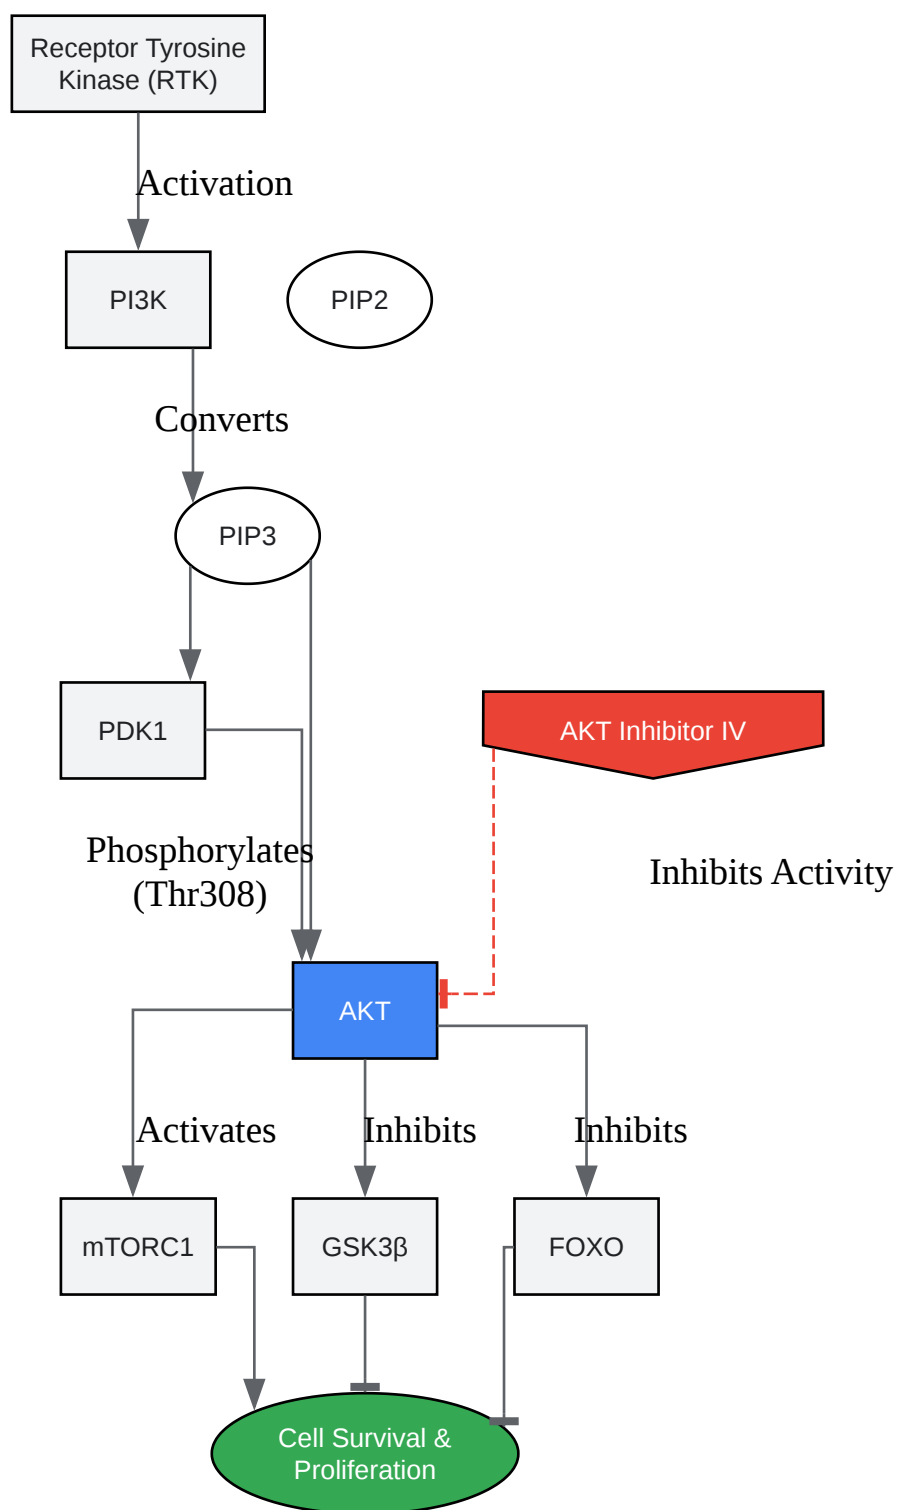 Receptor Tyrosine
Kinase (RTK)
Activation
PI3K
PIP2
Converts
PIP3
PDK1
AKT Inhibitor IV
Phosphorylates
(Thr308)
Inhibits Activity
AKT
Activates
Inhibits
Inhibits
mTORC1
GSK3β
FOXO
Cell Survival &
Proliferation